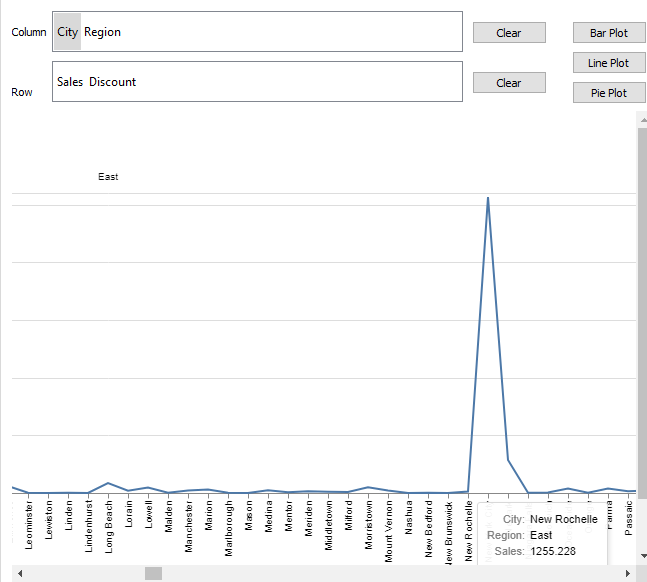 Column
City Region
Clear
Bar Plot
Line Plot
Row
Sales Discount
Clear
Pie Plot
East
Leominster
Lewiston
Linden
Lindenhurst
Long Beach
Lorain
Lowell
Malden
Manchester
Marion
Marlborough
Mason
Medina
Mentor
Meriden
Middletown
Milford
Morristown
Mount Vernon
Nashua
New Bedford
New Brunswick
New Rochelle
Parma
Passaic
City: New Rochelle
Region: East
Sales: 1255.228